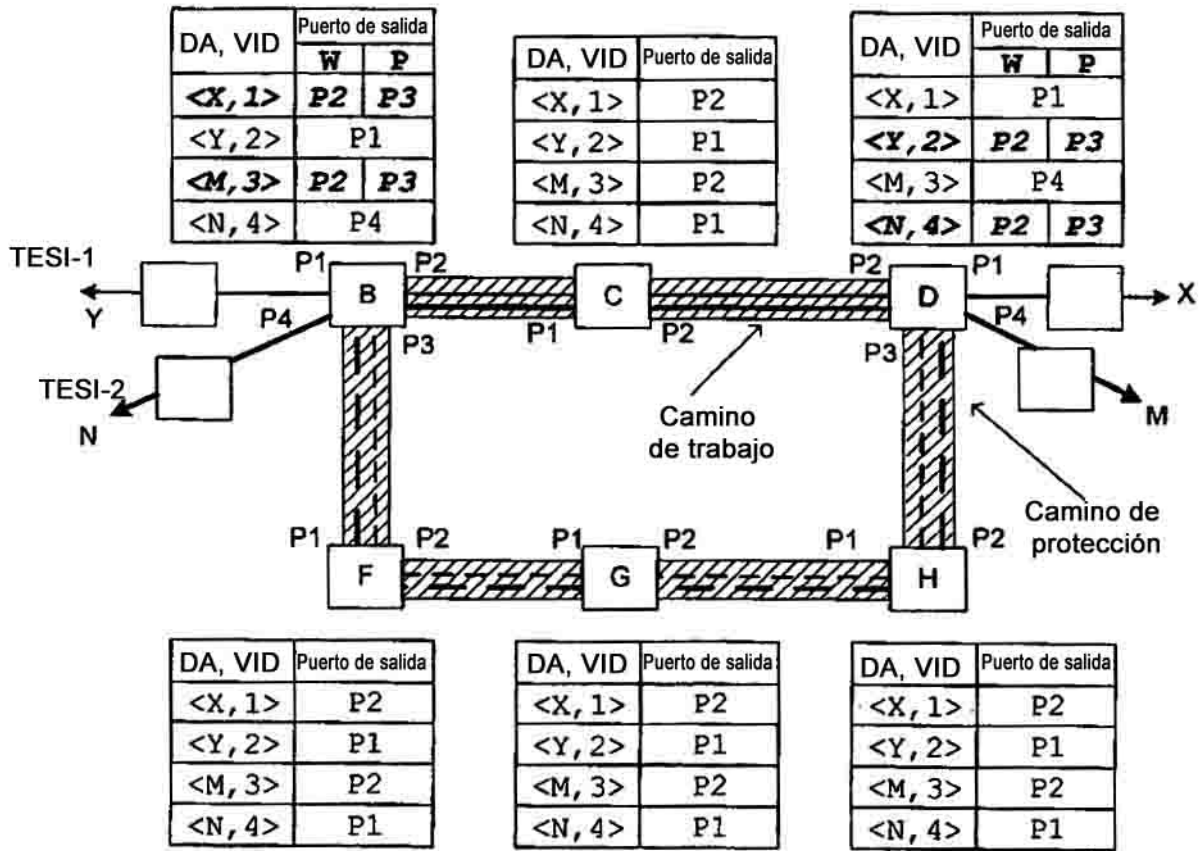 DA, VID Puerto de salida
W P
<X,1> P2 P3
<Y,2> P1
<M,3> P2 P3
<N,4> P4
DA, VID Puerto de salida
<X,1> P2
<Y,2> P1
<M,3> P2
<N,4> P1
DA, VID Puerto de salida
W P
<X,1> P1
<Y,2> P2 P3
<M,3> P4
<N,4> P2 P3
TESI-1
Y
P1
B
P2
P4
P3
TESI-2
N
C
P1
P2
P2
D
P1
P4
P3
X
M
Camino
de trabajo
Camino de
protección
P1
F
P2
P1
G
P2
P1
H
P2
DA, VID Puerto de salida
<X,1> P2
<Y,2> P1
<M,3> P2
<N,4> P1
DA, VID Puerto de salida
<X,1> P2
<Y,2> P1
<M,3> P2
<N,4> P1
DA, VID Puerto de salida
<X,1> P2
<Y,2> P1
<M,3> P2
<N,4> P1